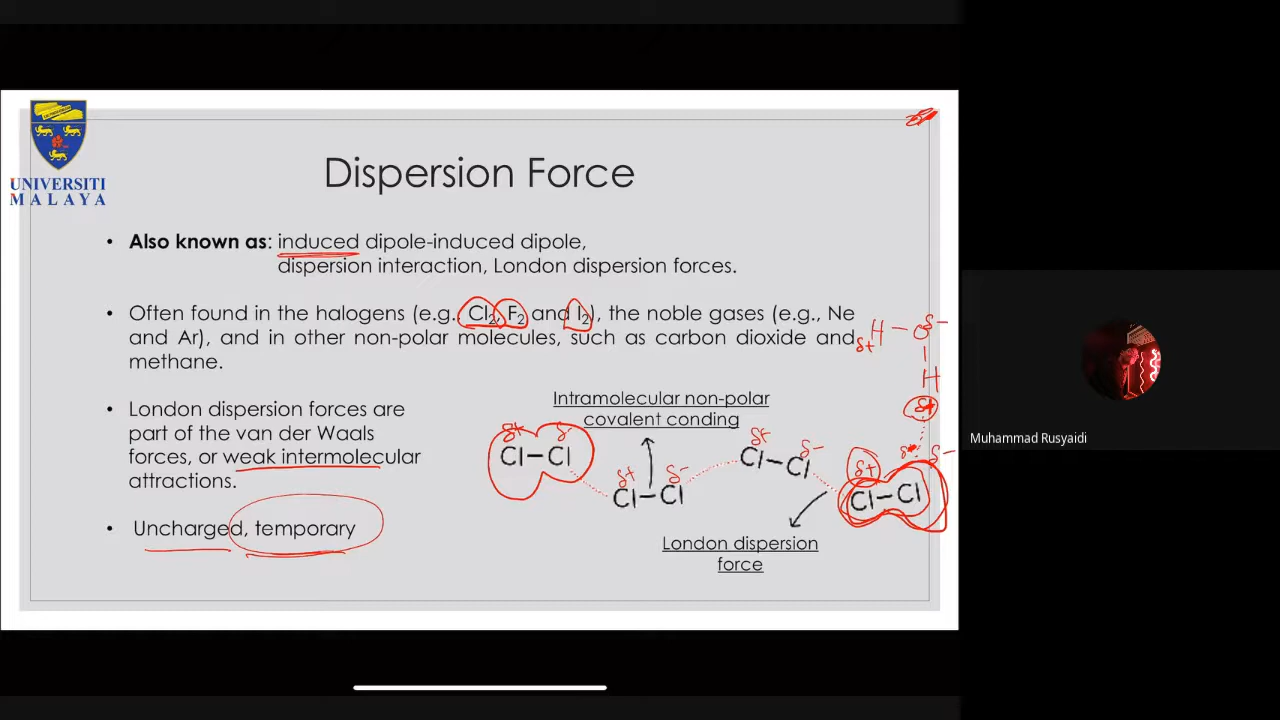 UNIVERSITI
MALAYA
Dispersion Force
• Also known as: induced dipole-induced dipole,
dispersion interaction, London dispersion forces.
• Often found in the halogens (e.g., Cl₂, F₂ and I₂), the noble gases (e.g., Ne
and Ar), and in other non-polar molecules, such as carbon dioxide and
methane.
• London dispersion forces are
part of the van der Waals
forces, or weak intermolecular
attractions.
• Uncharged, temporary
Intramolecular non-polar
covalent conding
δ+ δ-
Cl–Cl
δ+ δ-
Cl–Cl
δ+ δ-
Cl–Cl
δ+ δ-
Cl–Cl
London dispersion
force
δ+ H – O δ-
H
δ+
Muhammad Rusyaidi